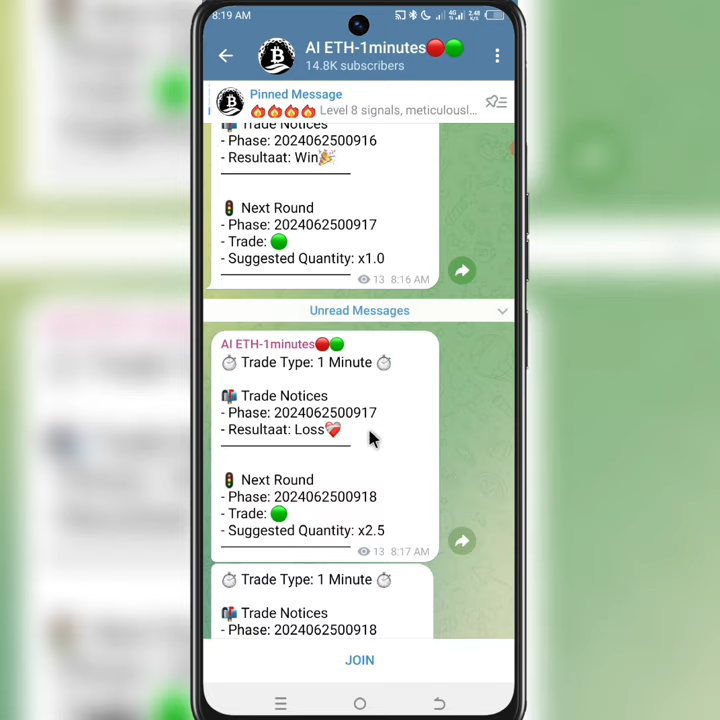 8:19 AM
4G
2.48
K/s
AI ETH-1minutes🔴🟢
14.8K subscribers
Pinned Message
🔥🔥🔥🔥 Level 8 signals, meticulousl...
📬 Trade Notices
- Phase: 2024062500916
- Resultaat: Win🎉
🚦 Next Round
- Phase: 2024062500917
- Trade: 🟢
- Suggested Quantity: x1.0
13 8:16 AM
Unread Messages
AI ETH-1minutes🔴🟢
⏱ Trade Type: 1 Minute ⏱
📬 Trade Notices
- Phase: 2024062500917
- Resultaat: Loss❤️‍🩹
🚦 Next Round
- Phase: 2024062500918
- Trade: 🟢
- Suggested Quantity: x2.5
13 8:17 AM
⏱ Trade Type: 1 Minute ⏱
📬 Trade Notices
- Phase: 2024062500918
JOIN